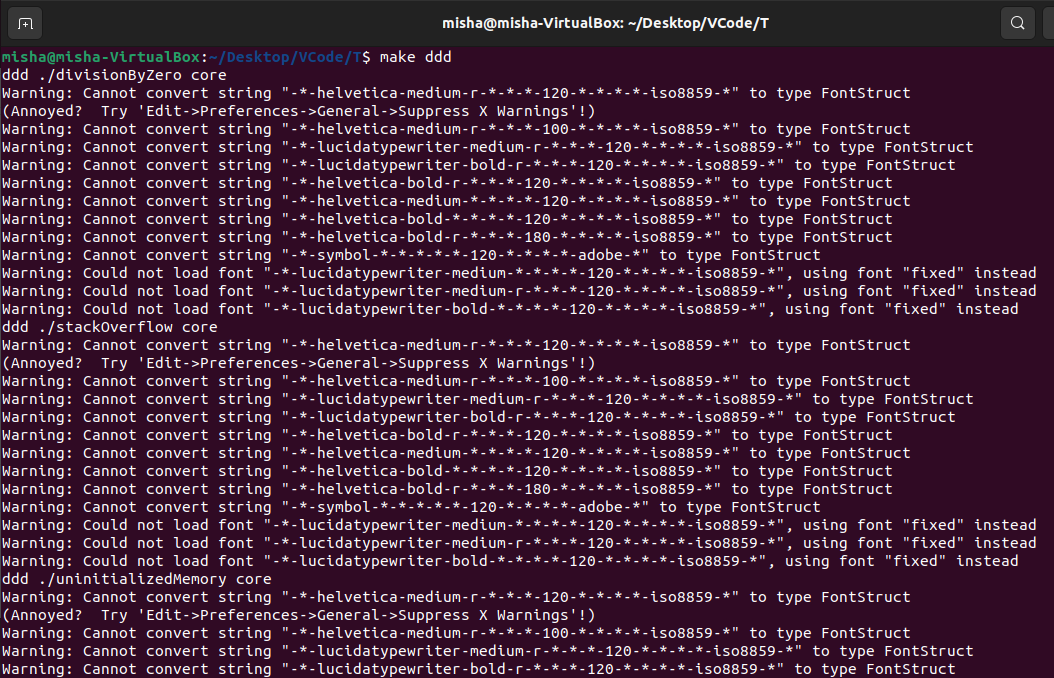 misha@misha-VirtualBox: ~/Desktop/VCode/T
misha@misha-VirtualBox:~/Desktop/VCode/T$ make ddd
ddd ./divisionByZero core
Warning: Cannot convert string "-*-helvetica-medium-r-*-*-*-120-*-*-*-*-iso8859-*" to type FontStruct
(Annoyed?  Try 'Edit->Preferences->General->Suppress X Warnings'!)
Warning: Cannot convert string "-*-helvetica-medium-r-*-*-*-100-*-*-*-*-iso8859-*" to type FontStruct
Warning: Cannot convert string "-*-lucidatypewriter-medium-r-*-*-*-120-*-*-*-*-iso8859-*" to type FontStruct
Warning: Cannot convert string "-*-lucidatypewriter-bold-r-*-*-*-120-*-*-*-*-iso8859-*" to type FontStruct
Warning: Cannot convert string "-*-helvetica-bold-r-*-*-*-120-*-*-*-*-iso8859-*" to type FontStruct
Warning: Cannot convert string "-*-helvetica-medium-r-*-*-*-120-*-*-*-*-iso8859-*" to type FontStruct
Warning: Cannot convert string "-*-helvetica-bold-*-*-*-*-120-*-*-*-*-iso8859-*" to type FontStruct
Warning: Cannot convert string "-*-helvetica-bold-r-*-*-*-180-*-*-*-*-iso8859-*" to type FontStruct
Warning: Cannot convert string "-*-symbol-*-*-*-*-*-120-*-*-*-*-adobe-*" to type FontStruct
Warning: Could not load font "-*-lucidatypewriter-medium-*-*-*-*-120-*-*-*-*-iso8859-*", using font "fixed" instead
Warning: Could not load font "-*-lucidatypewriter-medium-r-*-*-*-120-*-*-*-*-iso8859-*", using font "fixed" instead
Warning: Could not load font "-*-lucidatypewriter-bold-*-*-*-*-120-*-*-*-*-iso8859-*", using font "fixed" instead
ddd ./stackOverflow core
Warning: Cannot convert string "-*-helvetica-medium-r-*-*-*-120-*-*-*-*-iso8859-*" to type FontStruct
(Annoyed?  Try 'Edit->Preferences->General->Suppress X Warnings'!)
Warning: Cannot convert string "-*-helvetica-medium-r-*-*-*-100-*-*-*-*-iso8859-*" to type FontStruct
Warning: Cannot convert string "-*-lucidatypewriter-medium-r-*-*-*-120-*-*-*-*-iso8859-*" to type FontStruct
Warning: Cannot convert string "-*-lucidatypewriter-bold-r-*-*-*-120-*-*-*-*-iso8859-*" to type FontStruct
Warning: Cannot convert string "-*-helvetica-bold-r-*-*-*-120-*-*-*-*-iso8859-*" to type FontStruct
Warning: Cannot convert string "-*-helvetica-medium-r-*-*-*-120-*-*-*-*-iso8859-*" to type FontStruct
Warning: Cannot convert string "-*-helvetica-bold-*-*-*-*-120-*-*-*-*-iso8859-*" to type FontStruct
Warning: Cannot convert string "-*-helvetica-bold-r-*-*-*-180-*-*-*-*-iso8859-*" to type FontStruct
Warning: Cannot convert string "-*-symbol-*-*-*-*-*-120-*-*-*-*-adobe-*" to type FontStruct
Warning: Could not load font "-*-lucidatypewriter-medium-*-*-*-*-120-*-*-*-*-iso8859-*", using font "fixed" instead
Warning: Could not load font "-*-lucidatypewriter-medium-r-*-*-*-120-*-*-*-*-iso8859-*", using font "fixed" instead
Warning: Could not load font "-*-lucidatypewriter-bold-*-*-*-*-120-*-*-*-*-iso8859-*", using font "fixed" instead
ddd ./uninitializedMemory core
Warning: Cannot convert string "-*-helvetica-medium-r-*-*-*-120-*-*-*-*-iso8859-*" to type FontStruct
(Annoyed?  Try 'Edit->Preferences->General->Suppress X Warnings'!)
Warning: Cannot convert string "-*-helvetica-medium-r-*-*-*-100-*-*-*-*-iso8859-*" to type FontStruct
Warning: Cannot convert string "-*-lucidatypewriter-medium-r-*-*-*-120-*-*-*-*-iso8859-*" to type FontStruct
Warning: Cannot convert string "-*-lucidatypewriter-bold-r-*-*-*-120-*-*-*-*-iso8859-*" to type FontStruct